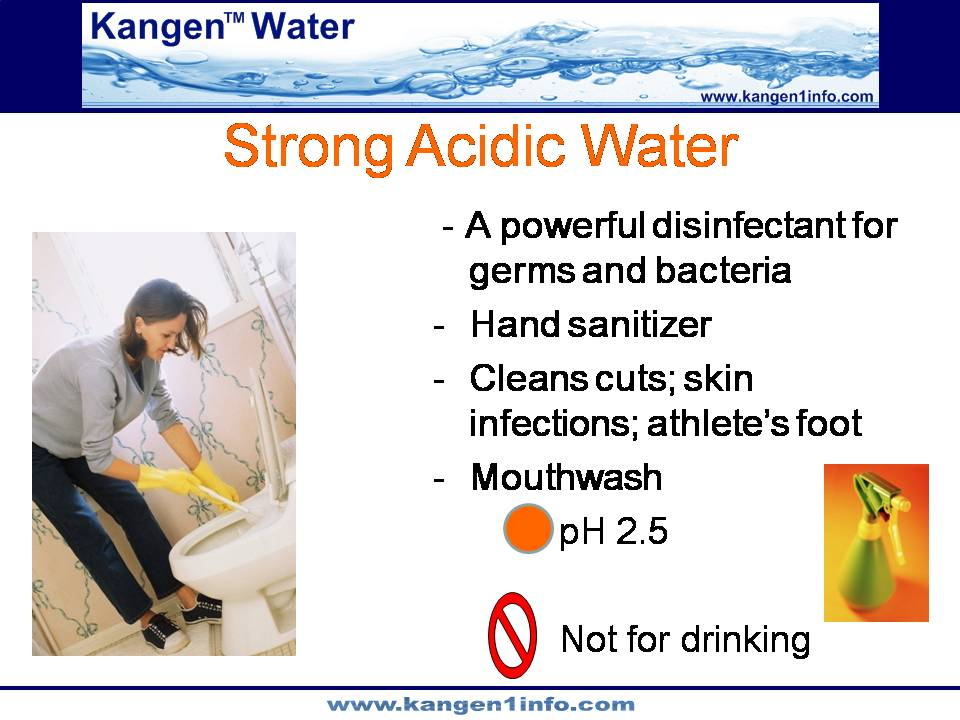 Kangen™ Water
www.kangen1info.com
Strong Acidic Water
- A powerful disinfectant for
germs and bacteria
- Hand sanitizer
- Cleans cuts; skin
infections; athlete’s foot
- Mouthwash
pH 2.5
Not for drinking
www.kangen1info.com